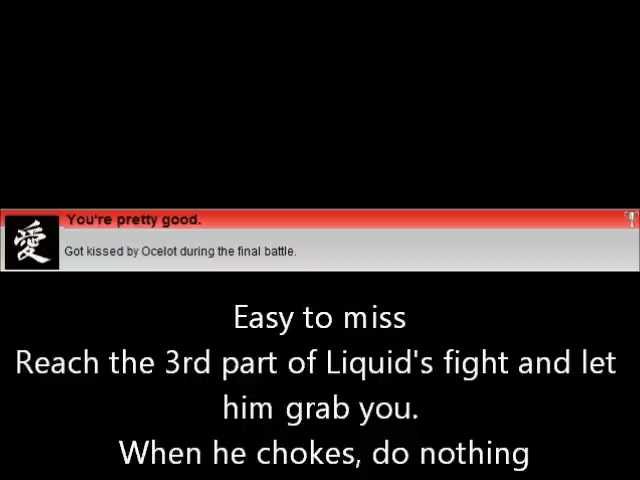 You're pretty good.
愛
Got kissed by Ocelot during the final battle.
Easy to miss
Reach the 3rd part of Liquid's fight and let
him grab you.
When he chokes, do nothing